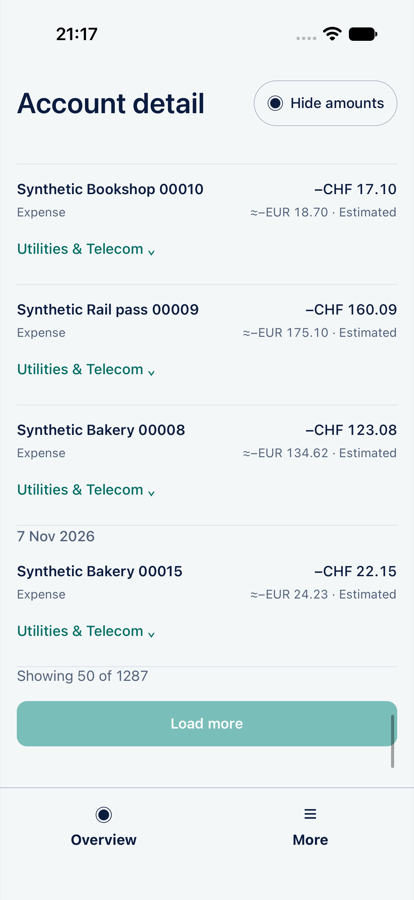 21:17
Account detail
Hide amounts
Synthetic Bookshop 00010
–CHF 17.10
Expense
≈–EUR 18.70 · Estimated
Utilities & Telecom
Synthetic Rail pass 00009
–CHF 160.09
Expense
≈–EUR 175.10 · Estimated
Utilities & Telecom
Synthetic Bakery 00008
–CHF 123.08
Expense
≈–EUR 134.62 · Estimated
Utilities & Telecom
7 Nov 2026
Synthetic Bakery 00015
–CHF 22.15
Expense
≈–EUR 24.23 · Estimated
Utilities & Telecom
Showing 50 of 1287
Load more
Overview
More